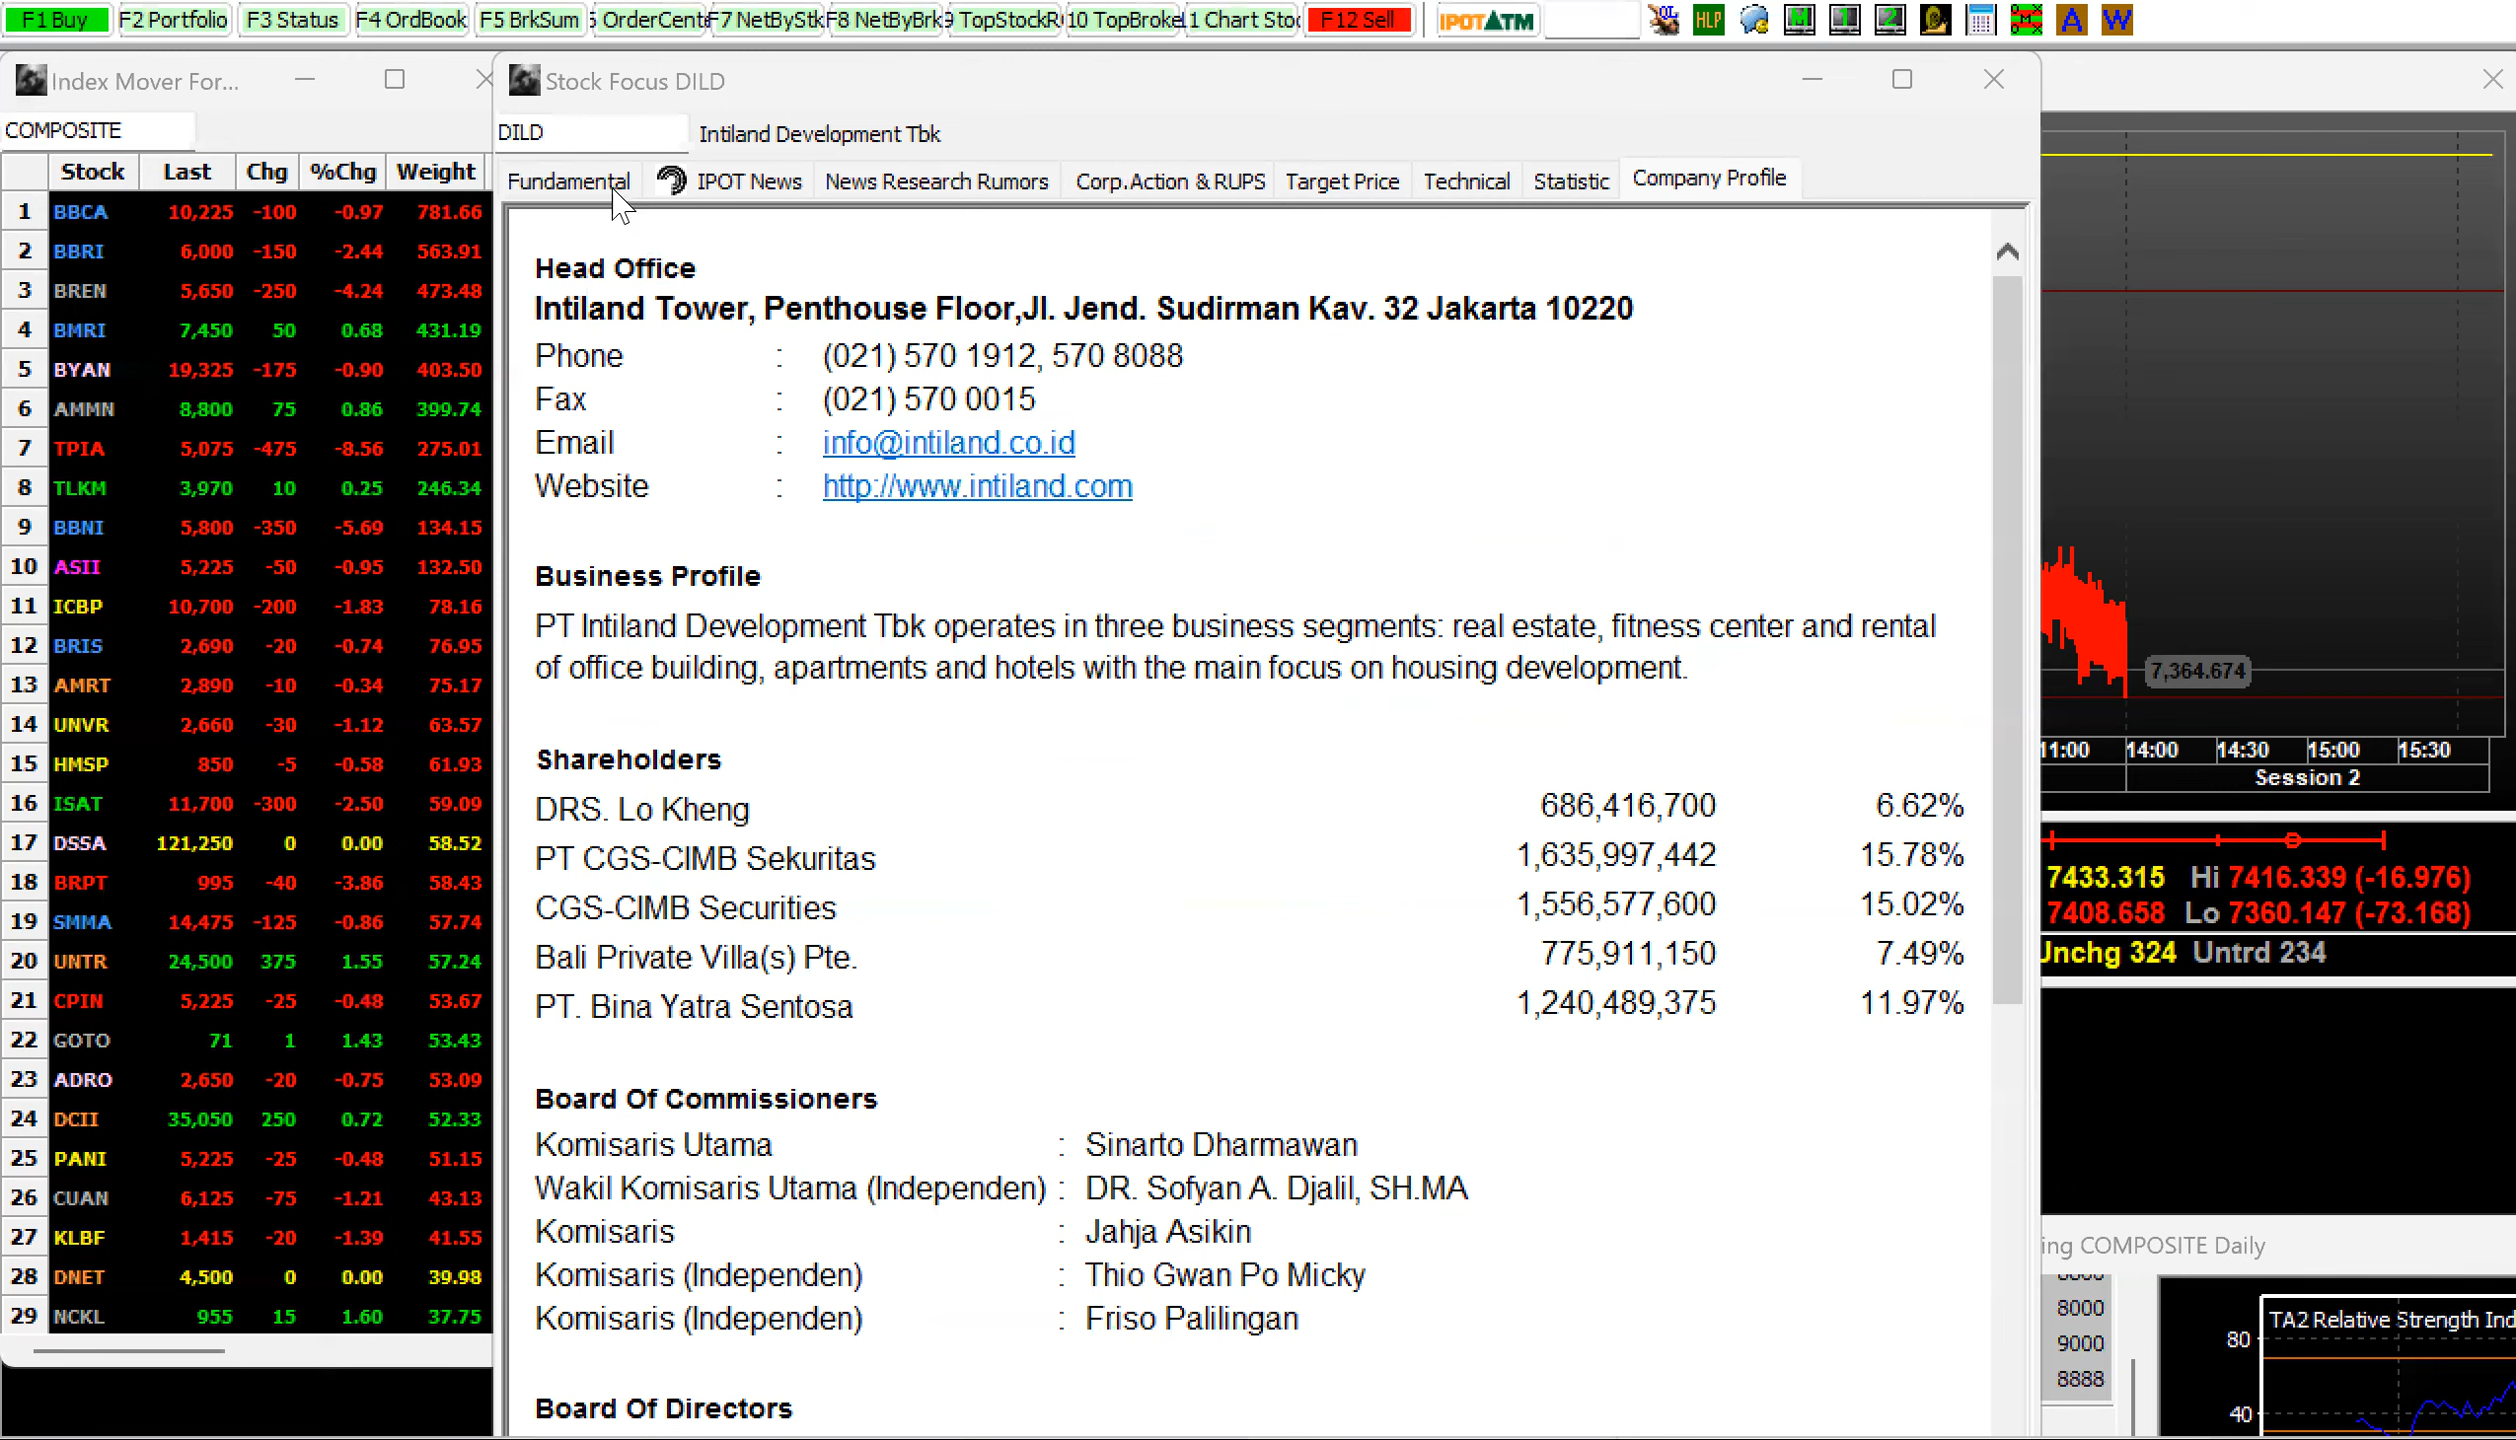 F1 Buy F2 Portfolio F3 Status F4 OrdBook F5 BrkSum OrderCente F7 NetByStk F8 NetByBrk 9 TopStockR 10 TopBroke 1 Chart Sto F12 Sell IPOT ATM QL HLP M 1 2 M A W
Index Mover For...
COMPOSITE
Stock Last Chg %Chg Weight
1 BBCA 10,225 -100 -0.97 781.66
2 BBRI 6,000 -150 -2.44 563.91
3 BREN 5,650 -250 -4.24 473.48
4 BMRI 7,450 50 0.68 431.19
5 BYAN 19,325 -175 -0.90 403.50
6 AMMN 8,800 75 0.86 399.74
7 TPIA 5,075 -475 -8.56 275.01
8 TLKM 3,970 10 0.25 246.34
9 BBNI 5,800 -350 -5.69 134.15
10 ASII 5,225 -50 -0.95 132.50
11 ICBP 10,700 -200 -1.83 78.16
12 BRIS 2,690 -20 -0.74 76.95
13 AMRT 2,890 -10 -0.34 75.17
14 UNVR 2,660 -30 -1.12 63.57
15 HMSP 850 -5 -0.58 61.93
16 ISAT 11,700 -300 -2.50 59.09
17 DSSA 121,250 0 0.00 58.52
18 BRPT 995 -40 -3.86 58.43
19 SMMA 14,475 -125 -0.86 57.74
20 UNTR 24,500 375 1.55 57.24
21 CPIN 5,225 -25 -0.48 53.67
22 GOTO 71 1 1.43 53.43
23 ADRO 2,650 -20 -0.75 53.09
24 DCII 35,050 250 0.72 52.33
25 PANI 5,225 -25 -0.48 51.15
26 CUAN 6,125 -75 -1.21 43.13
27 KLBF 1,415 -20 -1.39 41.55
28 DNET 4,500 0 0.00 39.98
29 NCKL 955 15 1.60 37.75
Stock Focus DILD
DILD Intiland Development Tbk
Fundamental IPOT News News Research Rumors Corp.Action & RUPS Target Price Technical Statistic Company Profile
Head Office
Intiland Tower, Penthouse Floor,Jl. Jend. Sudirman Kav. 32 Jakarta 10220
Phone : (021) 570 1912, 570 8088
Fax : (021) 570 0015
Email : info@intiland.co.id
Website : http://www.intiland.com
Business Profile
PT Intiland Development Tbk operates in three business segments: real estate, fitness center and rental
of office building, apartments and hotels with the main focus on housing development.
Shareholders
DRS. Lo Kheng 686,416,700 6.62%
PT CGS-CIMB Sekuritas 1,635,997,442 15.78%
CGS-CIMB Securities 1,556,577,600 15.02%
Bali Private Villa(s) Pte. 775,911,150 7.49%
PT. Bina Yatra Sentosa 1,240,489,375 11.97%
Board Of Commissioners
Komisaris Utama : Sinarto Dharmawan
Wakil Komisaris Utama (Independen) : DR. Sofyan A. Djalil, SH.MA
Komisaris : Jahja Asikin
Komisaris (Independen) : Thio Gwan Po Micky
Komisaris (Independen) : Friso Palilingan
Board Of Directors
7,364.674
11:00 14:00 14:30 15:00 15:30
Session 2
7433.315 Hi 7416.339 (-16.976)
7408.658 Lo 7360.147 (-73.168)
Unchg 324 Untrd 234
ing COMPOSITE Daily
8000
9000
8888
TA2 Relative Strength Ind
80
40